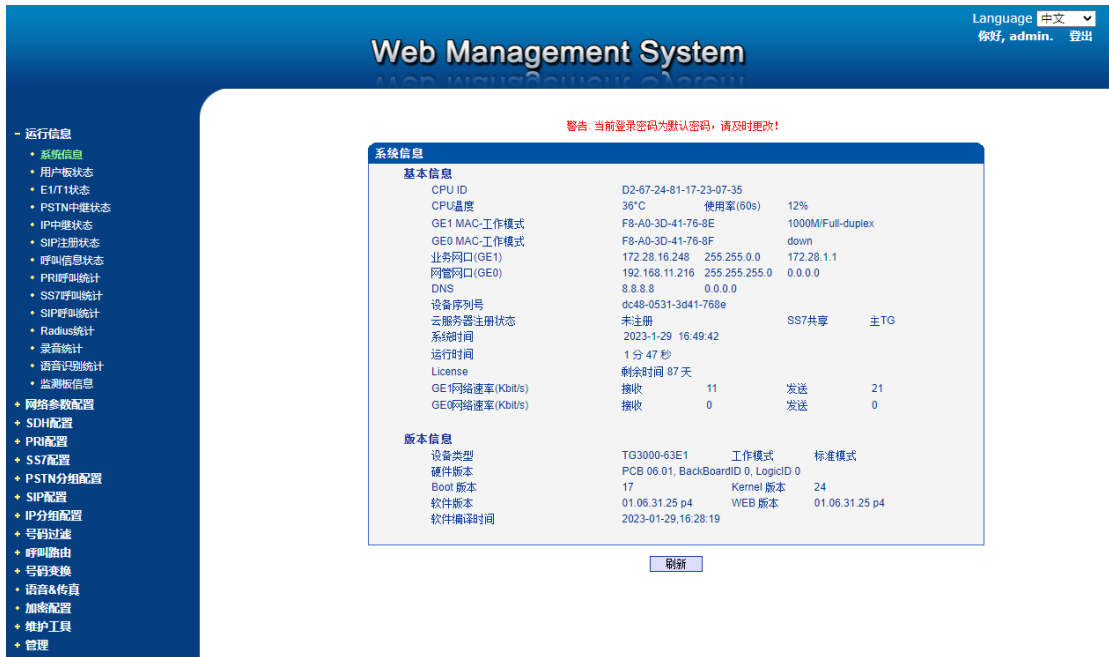 Language 中文
你好, admin. 登出
Web Management System
- 运行信息
• 系统信息
• 用户板状态
• E1/T1状态
• PSTN中继状态
• IP中继状态
• SIP注册状态
• 呼叫信息状态
• PRI呼叫统计
• SS7呼叫统计
• SIP呼叫统计
• Radius统计
• 录音统计
• 语音识别统计
• 监测板信息
+ 网络参数配置
+ SDH配置
+ PRI配置
+ SS7配置
+ PSTN分组配置
+ SIP配置
+ IP分组配置
+ 号码过滤
+ 呼叫路由
+ 号码变换
• 语音&传真
• 加密配置
+ 维护工具
+ 管理
警告: 当前登录密码为默认密码，请及时更改!
系统信息
基本信息
CPU ID D2-67-24-81-17-23-07-35
CPU温度 36°C 使用率(60s) 12%
GE1 MAC-工作模式 F8-A0-3D-41-76-8E 1000M/Full-duplex
GE0 MAC-工作模式 F8-A0-3D-41-76-8F down
业务网口(GE1) 172.28.16.248 255.255.0.0 172.28.1.1
网管网口(GE0) 192.168.11.216 255.255.255.0 0.0.0.0
DNS 8.8.8.8 0.0.0.0
设备序列号 dc48-0531-3d41-768e
云服务器注册状态 未注册 SS7共享 主TG
系统时间 2023-1-29 16:49:42
运行时间 1 分 47 秒
License 剩余时间 87 天
GE1网络速率(Kbit/s) 接收 11 发送 21
GE0网络速率(Kbit/s) 接收 0 发送 0
版本信息
设备类型 TG3000-63E1 工作模式 标准模式
硬件版本 PCB 06.01, BackBoardID 0, LogicID 0
Boot 版本 17 Kernel 版本 24
软件版本 01.06.31.25 p4 WEB 版本 01.06.31.25 p4
软件编译时间 2023-01-29,16:28:19
刷新